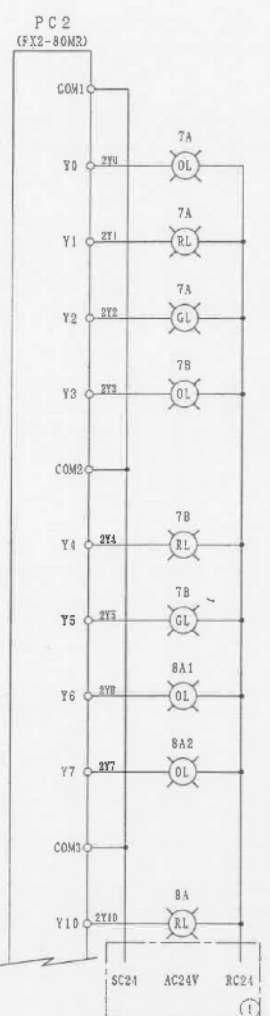 PC2
(FX2-80MR)
COM1
7A
Y0 2Y0 OL
7A
Y1 2Y1 RL
7A
Y2 2Y2 GL
7B
Y3 2Y3 OL
COM2
7B
Y4 2Y4 RL
7B
Y5 2Y5 GL
8A1
Y6 2Y6 OL
8A2
Y7 2Y7 OL
COM3
8A
Y10 2Y10 RL
SC24 AC24V RC24
1